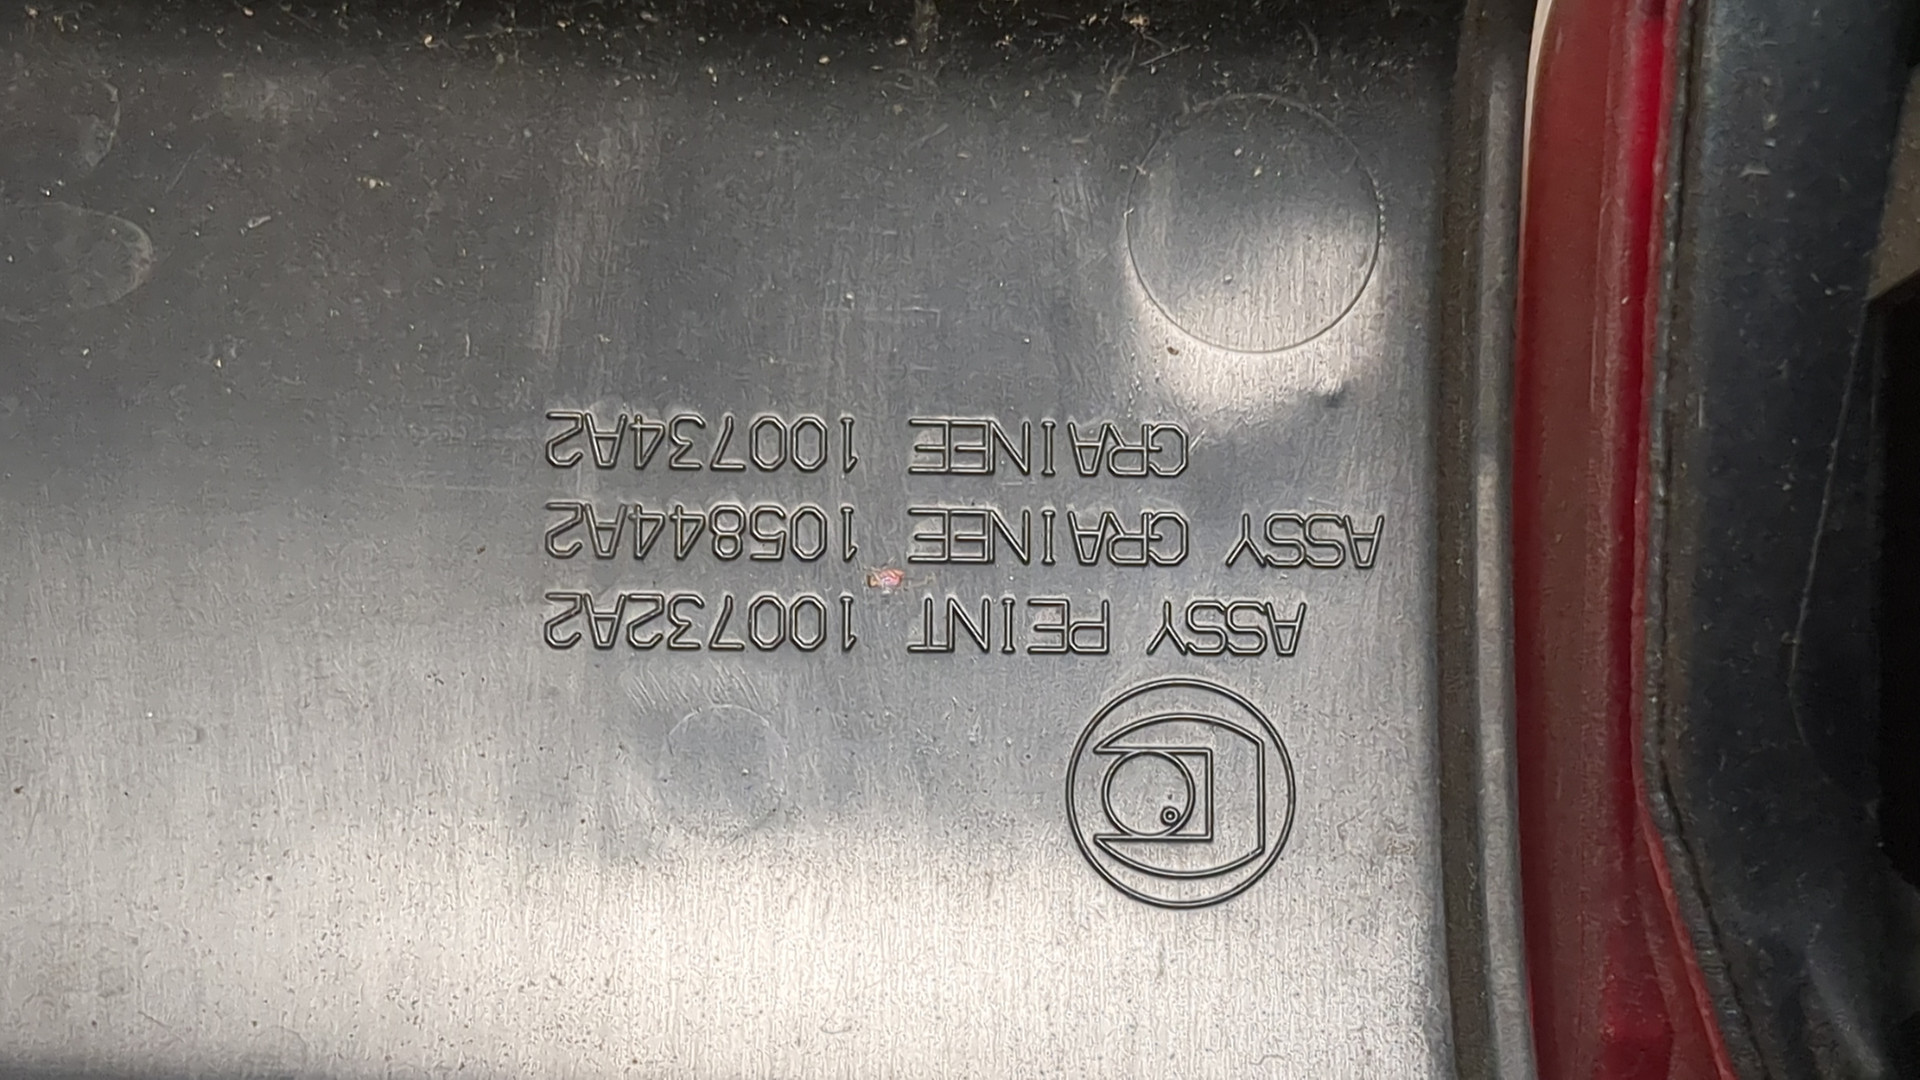 ASSY PEINT 100732A2
ASSY GRAINEE 105844A2
GRAINEE 100734A2